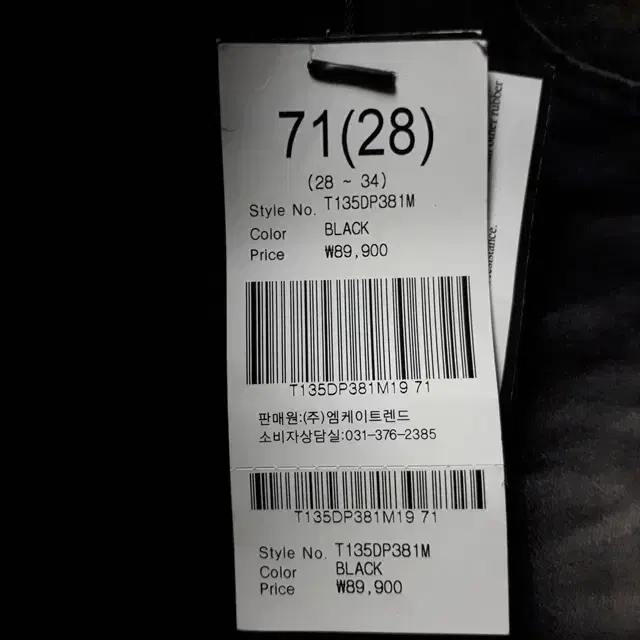 71(28)
(28 ~ 34)
Style No. T135DP381M
Color BLACK
Price ₩89,900
T135DP381M19 71
판매원:(주)엠케이트렌드
소비자상담실:031-376-2385
T135DP381M19 71
Style No. T135DP381M
Color BLACK
Price ₩89,900
other rubber